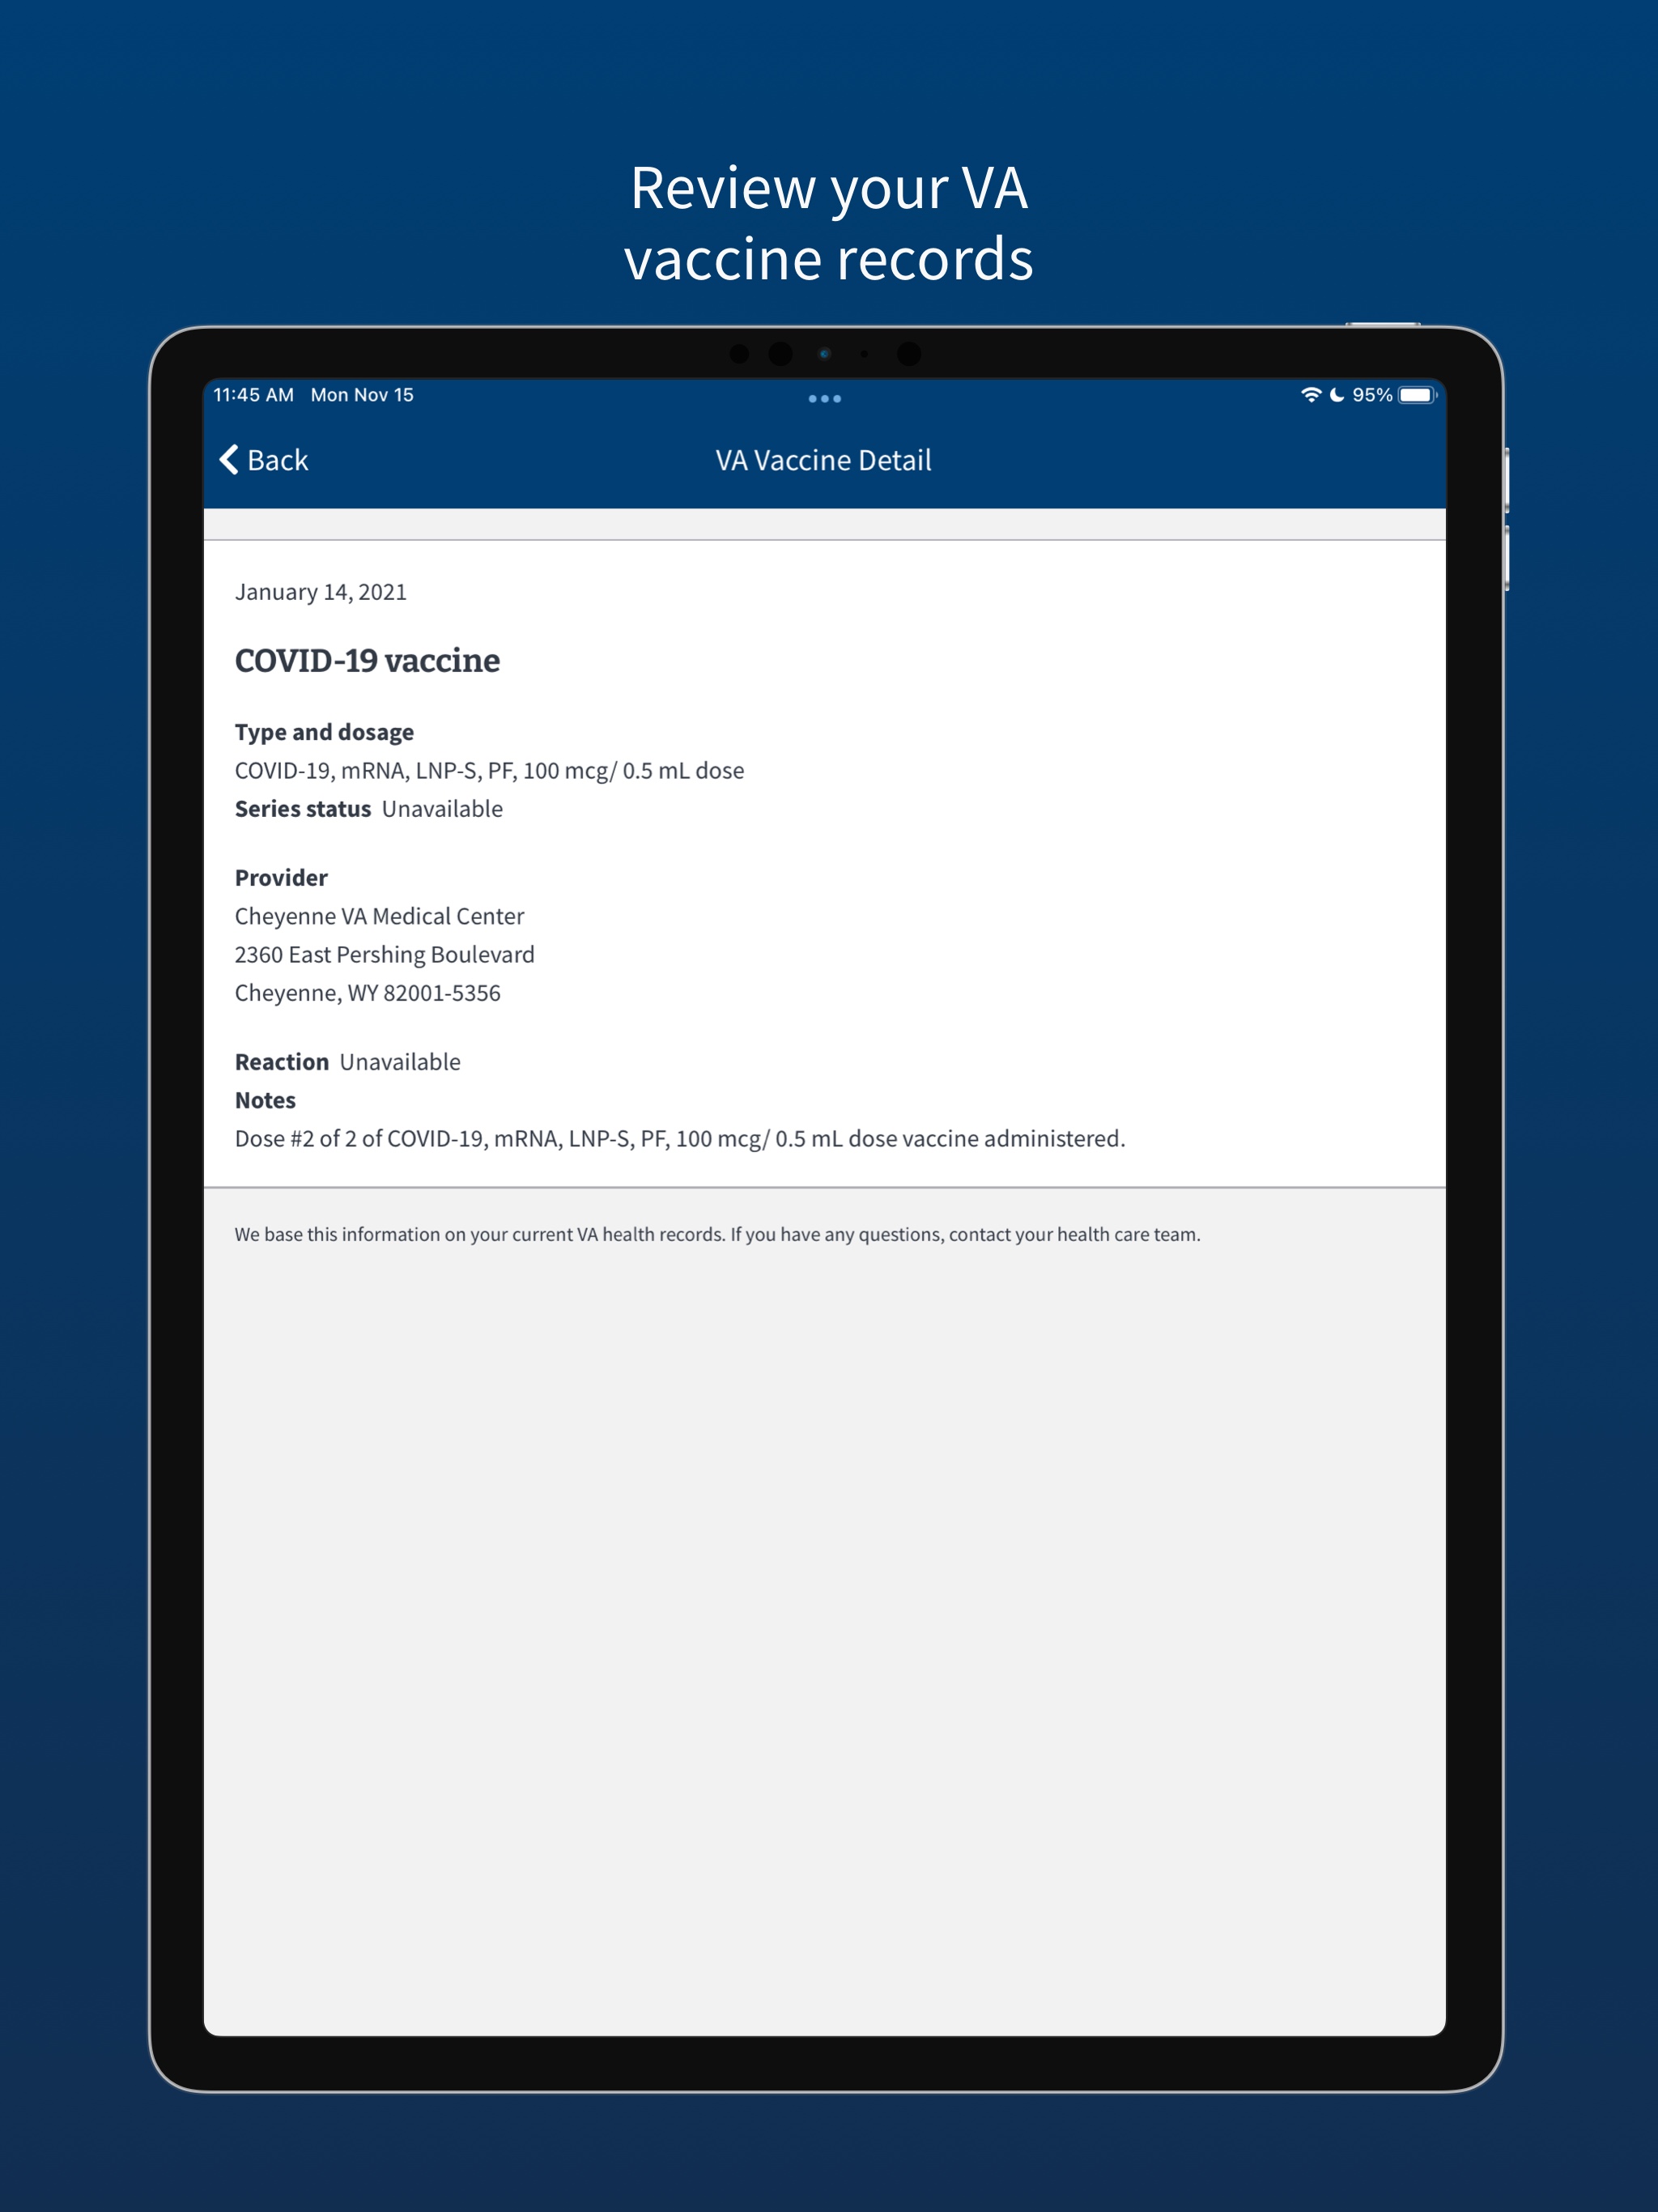 Review your VA
vaccine records
11:45 AM Mon Nov 15
95%
Back
VA Vaccine Detail
January 14, 2021
COVID-19 vaccine
Type and dosage
COVID-19, mRNA, LNP-S, PF, 100 mcg/ 0.5 mL dose
Series status Unavailable
Provider
Cheyenne VA Medical Center
2360 East Pershing Boulevard
Cheyenne, WY 82001-5356
Reaction Unavailable
Notes
Dose #2 of 2 of COVID-19, mRNA, LNP-S, PF, 100 mcg/ 0.5 mL dose vaccine administered.
We base this information on your current VA health records. If you have any questions, contact your health care team.